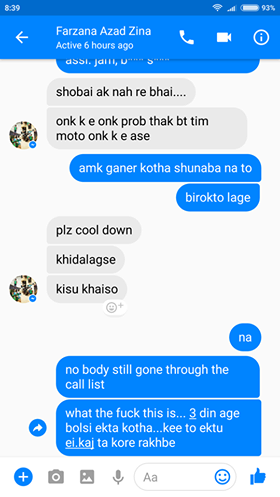 8:39
93%
Farzana Azad Zina
Active 6 hours ago
assi. jam, b*** s***
shobai ak nah re bhai....
onk k e onk prob thak bt tim
moto onk k e ase
amk ganer kotha shunaba na to
birokto lage
plz cool down
khidalagse
kisu khaiso
na
no body still gone through the
call list
what the fuck this is... 3 din age
bolsi ekta kotha...kee to ektu
ei.kaj ta kore rakhbe
Aa